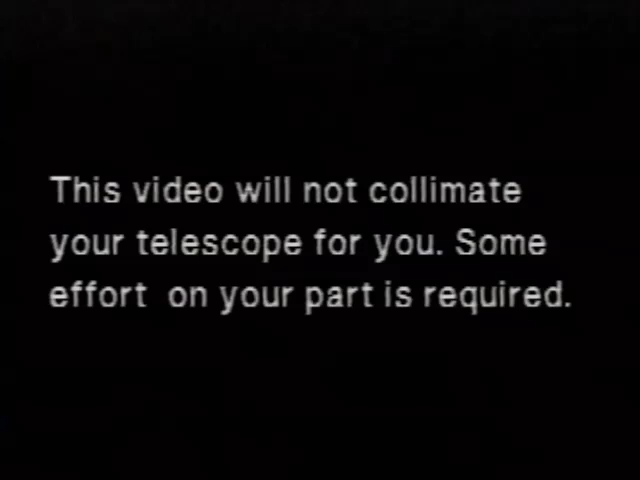 This video will not collimate
your telescope for you. Some
effort  on your part is required.